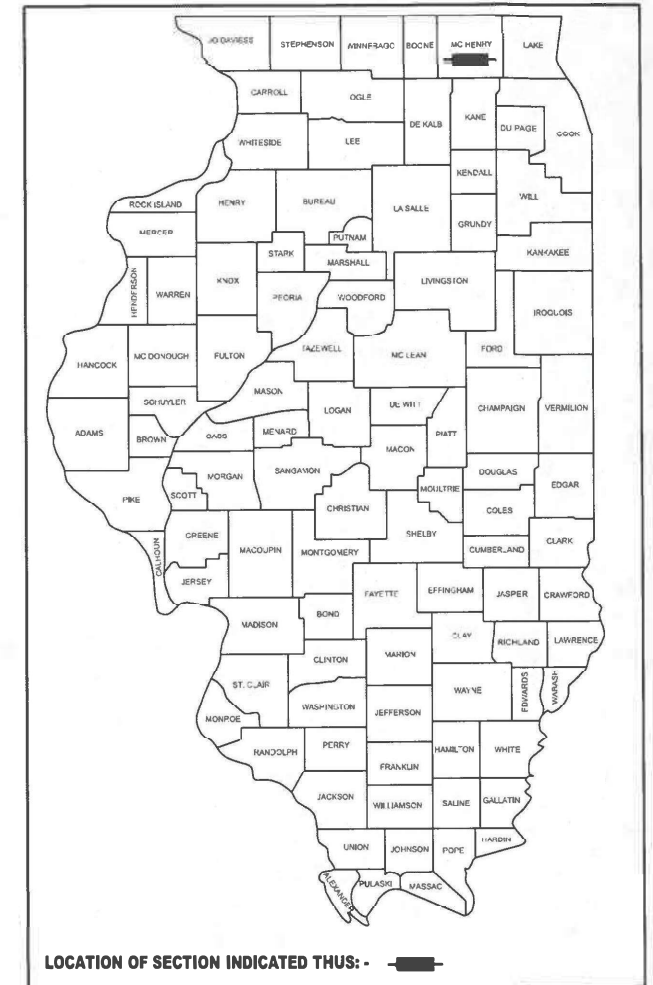 JO DAVIESS
STEPHENSON
WINNEBAGO
BOONE
MC HENRY
LAKE
CARROLL
OGLE
DE KALB
KANE
DU PAGE
COOK
WHITESIDE
LEE
KENDALL
WILL
ROCK ISLAND
HENRY
BUREAU
LA SALLE
GRUNDY
MERCER
PUTNAM
STARK
MARSHALL
KANKAKEE
HENDERSON
WARREN
KNOX
PEORIA
WOODFORD
LIVINGSTON
IROQUOIS
HANCOCK
MC DONOUGH
FULTON
TAZEWELL
MC LEAN
FORD
SCHUYLER
MASON
LOGAN
DE WITT
CHAMPAIGN
VERMILION
ADAMS
BROWN
CASS
MENARD
MACON
PIATT
PIKE
SCOTT
MORGAN
SANGAMON
MOULTRIE
DOUGLAS
EDGAR
CHRISTIAN
COLES
CALHOUN
GREENE
MACOUPIN
MONTGOMERY
SHELBY
CUMBERLAND
CLARK
JERSEY
FAYETTE
EFFINGHAM
JASPER
CRAWFORD
MADISON
BOND
CLAY
RICHLAND
LAWRENCE
CLINTON
MARION
ST. CLAIR
WAYNE
EDWARDS
WABASH
MONROE
WASHINGTON
JEFFERSON
RANDOLPH
PERRY
HAMILTON
WHITE
FRANKLIN
JACKSON
WILLIAMSON
SALINE
GALLATIN
UNION
JOHNSON
POPE
HARDIN
ALEXANDER
PULASKI
MASSAC
LOCATION OF SECTION INDICATED THUS: -